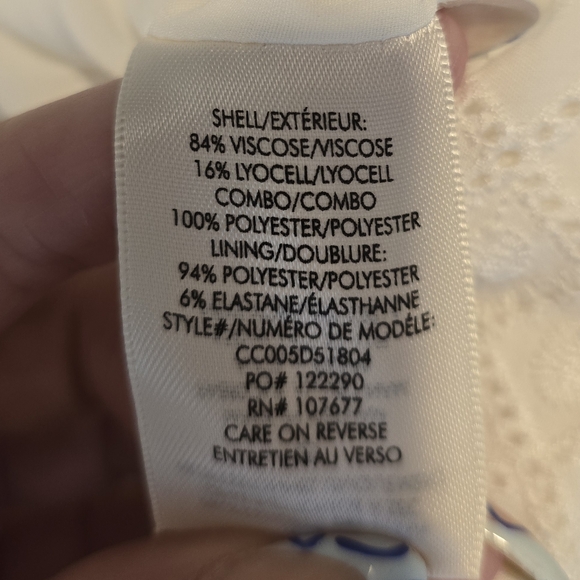 SHELL/EXTÉRIEUR:
84% VISCOSE/VISCOSE
16% LYOCELL/LYOCELL
COMBO/COMBO
100% POLYESTER/POLYESTER
LINING/DOUBLURE:
94% POLYESTER/POLYESTER
6% ELASTANE/ÉLASTHANNE
STYLE#/NUMÉRO DE MODÉLE:
CC005D51804
PO# 122290
RN# 107677
CARE ON REVERSE
ENTRETIEN AU VERSO